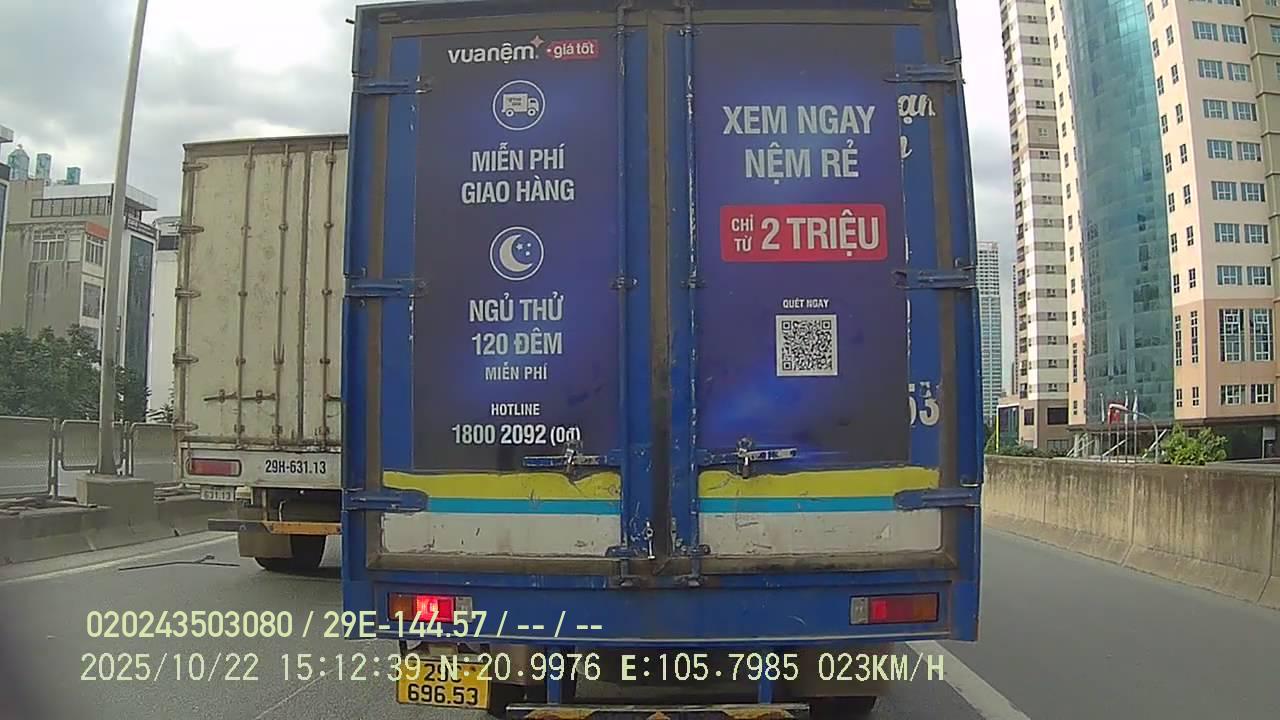 vuanệm giá tốt
MIỄN PHÍ
GIAO HÀNG
NGỦ THỬ
120 ĐÊM
MIỄN PHÍ
HOTLINE
1800 2092 (0đ)
XEM NGAY
NỆM RẺ
CHỈ TỪ 2 TRIỆU
QUÉT NGAY
53
29H-631.13
020243503080 / 29E-144.57 / -- / --
2025/10/22 15:12:39 N:20.9976 E:105.7985 023KM/H
696.53